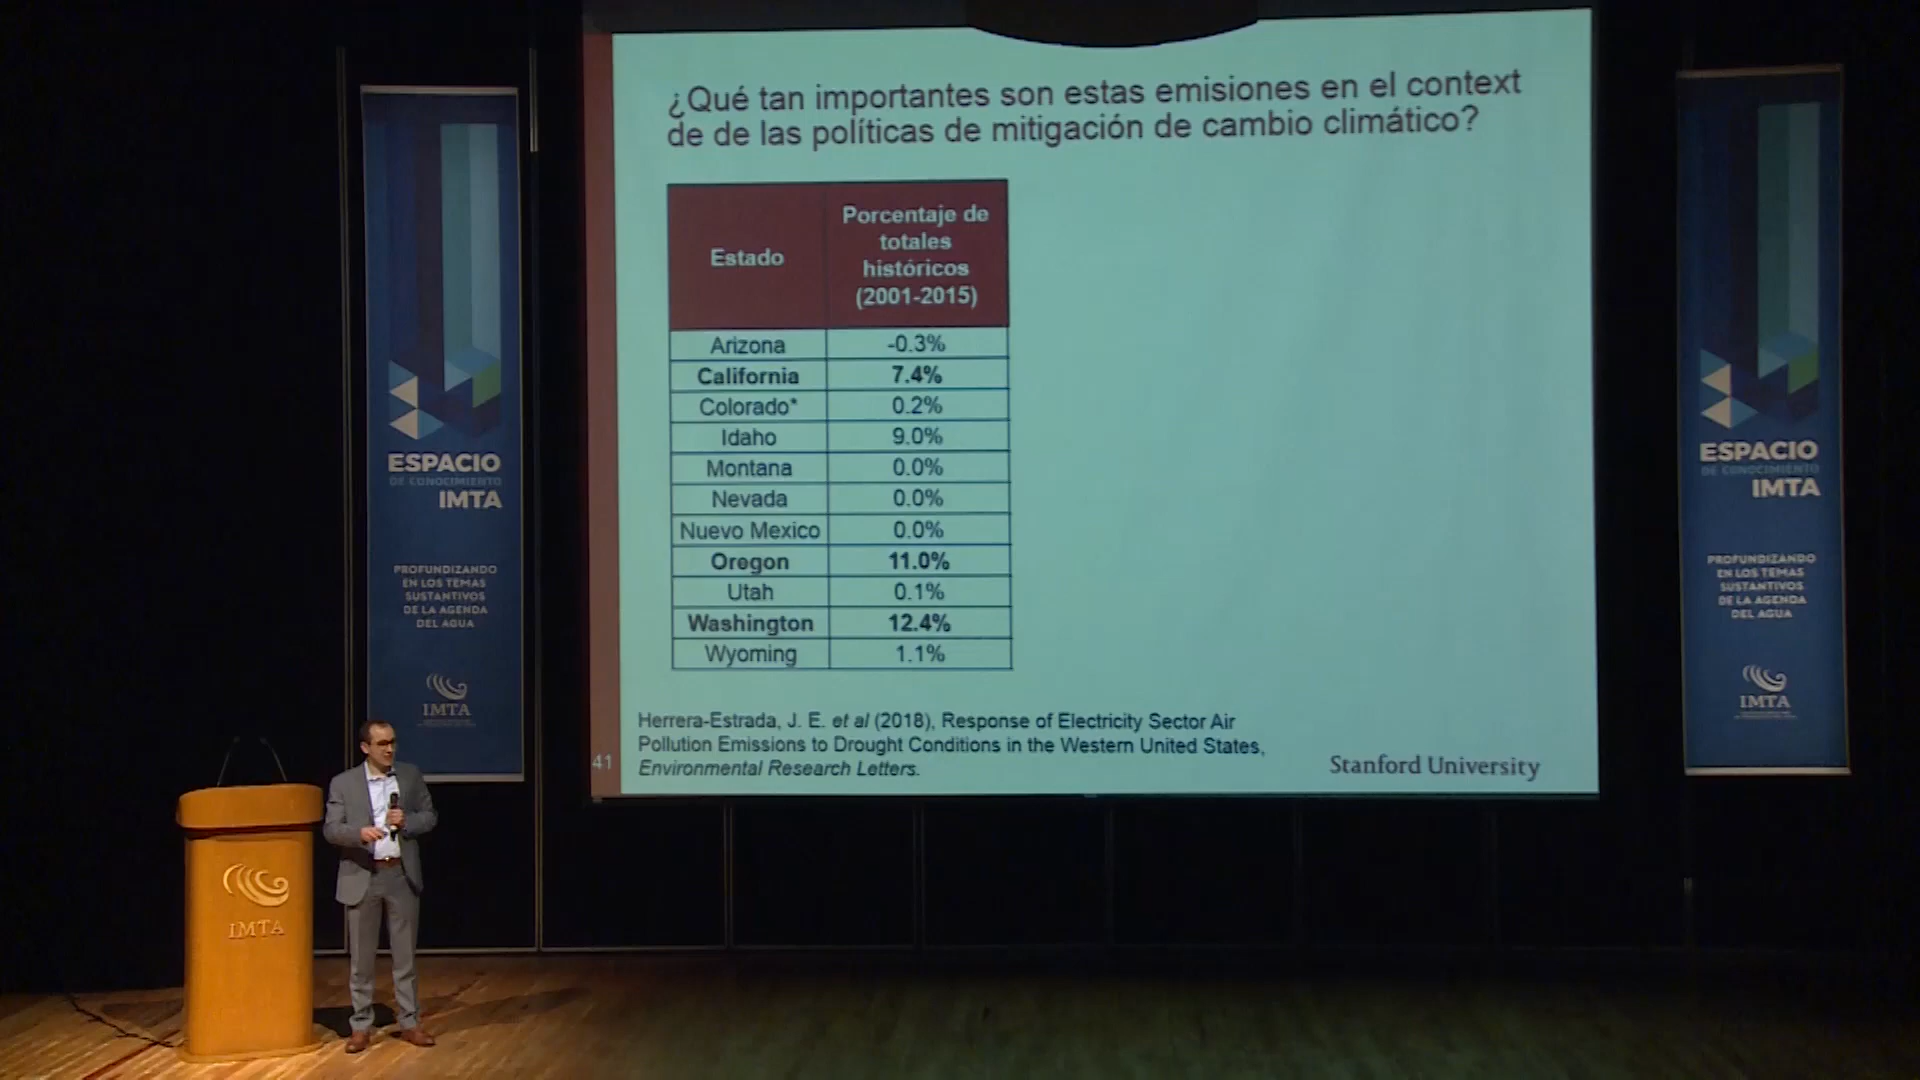 ¿Qué tan importantes son estas emisiones en el context
de de las políticas de mitigación de cambio climático?
Estado
Porcentaje de
totales
históricos
(2001-2015)
Arizona -0.3%
California 7.4%
Colorado* 0.2%
Idaho 9.0%
Montana 0.0%
Nevada 0.0%
Nuevo Mexico 0.0%
Oregon 11.0%
Utah 0.1%
Washington 12.4%
Wyoming 1.1%
Herrera-Estrada, J. E. et al (2018), Response of Electricity Sector Air
Pollution Emissions to Drought Conditions in the Western United States,
Environmental Research Letters.
41
Stanford University
ESPACIO
DE CONOCIMIENTO
IMTA
PROFUNDIZANDO
EN LOS TEMAS
SUSTANTIVOS
DE LA AGENDA
DEL AGUA
IMTA
ESPACIO
DE CONOCIMIENTO
IMTA
PROFUNDIZANDO
EN LOS TEMAS
SUSTANTIVOS
DE LA AGENDA
DEL AGUA
IMTA
IMTA